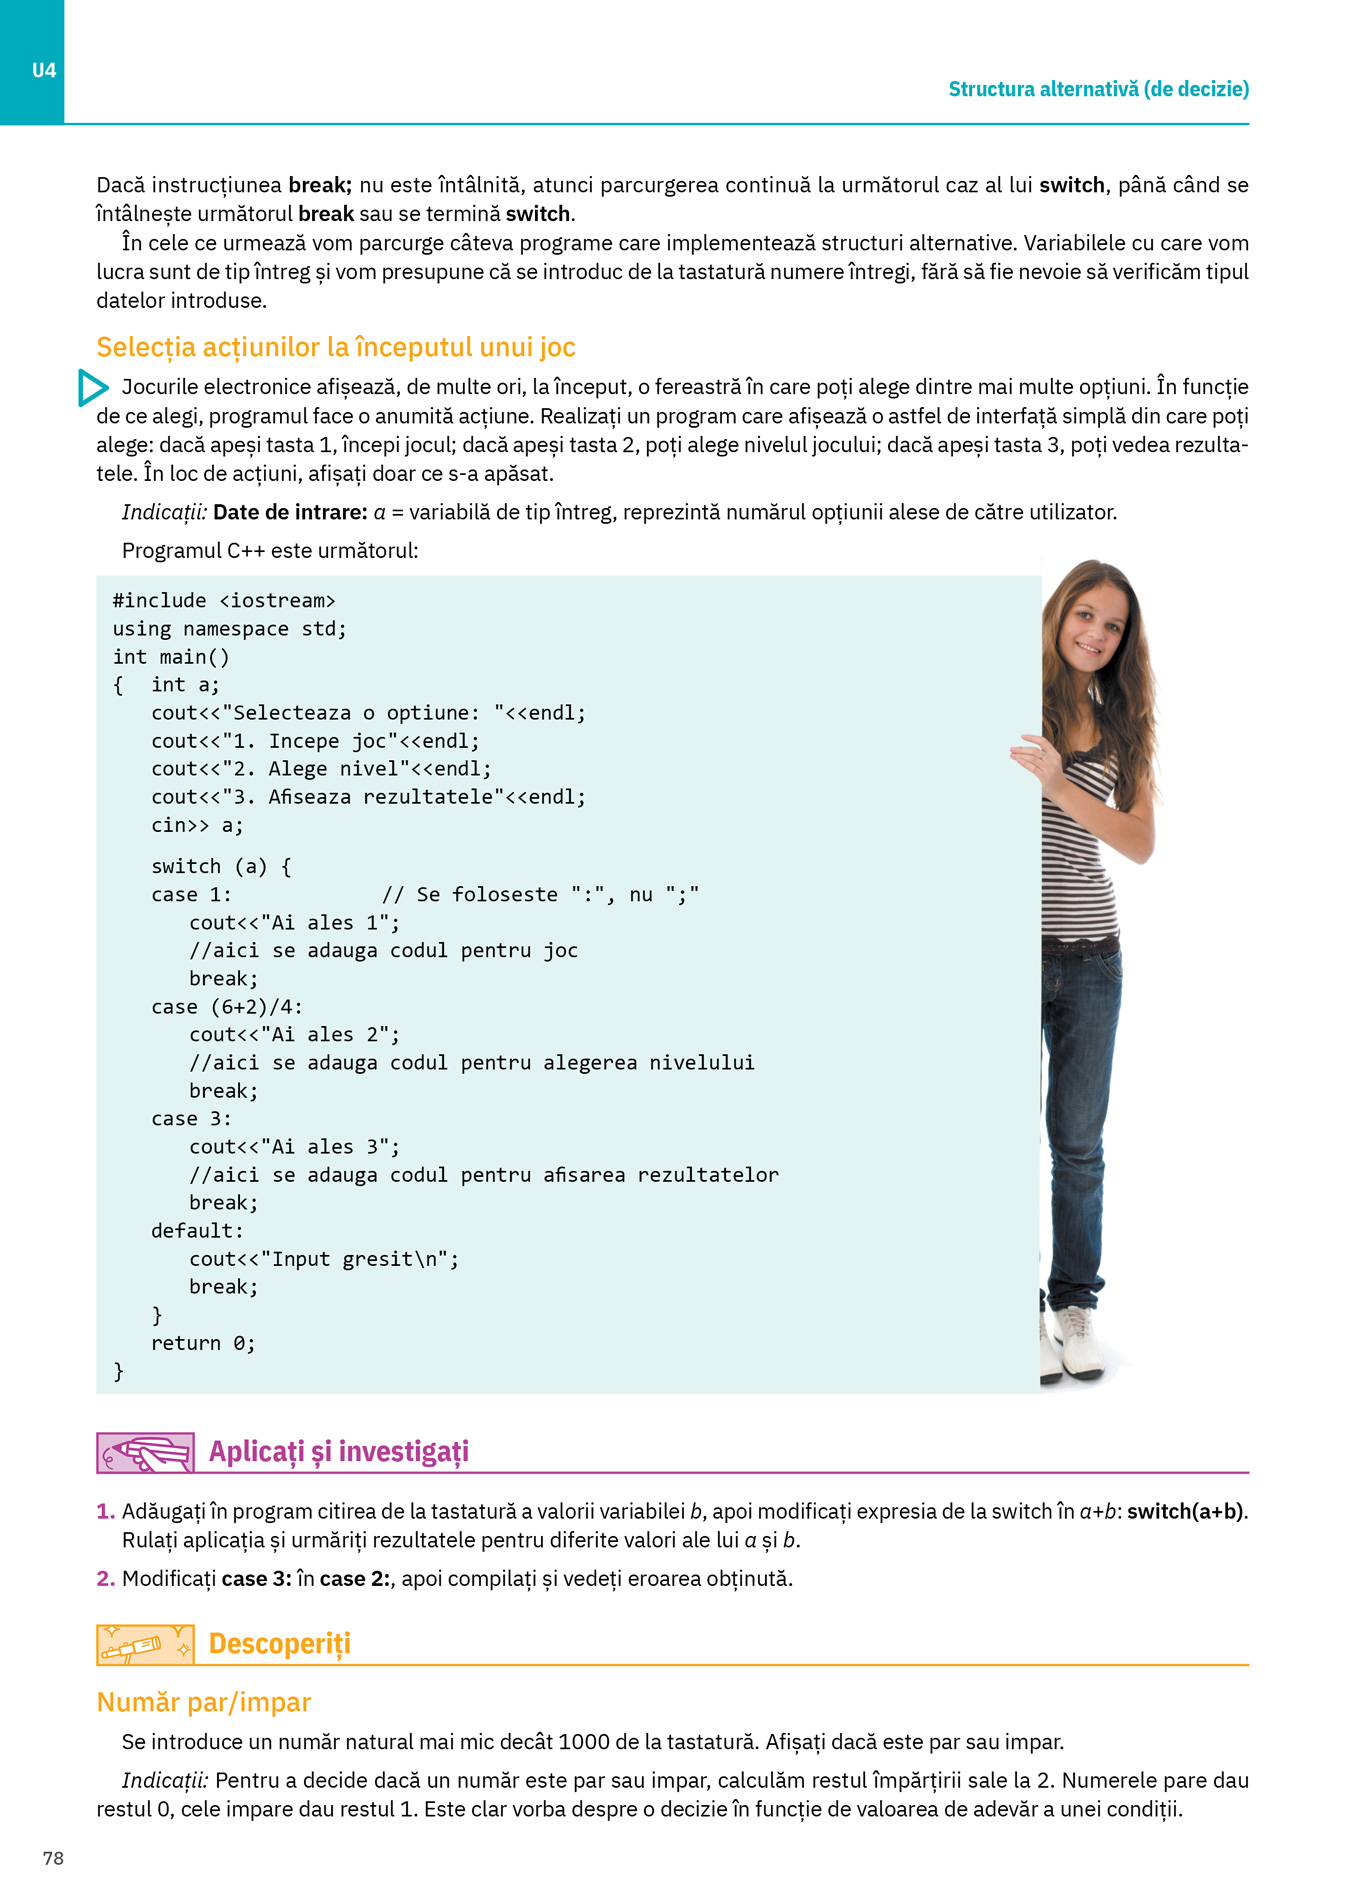 U4
Structura alternativă (de decizie)
Dacă instrucțiunea break; nu este întâlnită, atunci parcurgerea continuă la următorul caz al lui switch, până când se
întâlnește următorul break sau se termină switch.
În cele ce urmează vom parcurge câteva programe care implementează structuri alternative. Variabilele cu care vom
lucra sunt de tip întreg și vom presupune că se introduc de la tastatură numere întregi, fără să fie nevoie să verificăm tipul
datelor introduse.
Selecția acțiunilor la începutul unui joc
Jocurile electronice afișează, de multe ori, la început, o fereastră în care poți alege dintre mai multe opțiuni. În funcție
de ce alegi, programul face o anumită acțiune. Realizați un program care afișează o astfel de interfață simplă din care poți
alege: dacă apeși tasta 1, începi jocul; dacă apeși tasta 2, poți alege nivelul jocului; dacă apeși tasta 3, poți vedea rezulta-
tele. În loc de acțiuni, afișați doar ce s-a apăsat.
Indicații: Date de intrare: a = variabilă de tip întreg, reprezintă numărul opțiunii alese de către utilizator.
Programul C++ este următorul:
#include <iostream>
using namespace std;
int main()
{ int a;
cout<<"Selecteaza o optiune: "<<endl;
cout<<"1. Incepe joc"<<endl;
cout<<"2. Alege nivel"<<endl;
cout<<"3. Afiseaza rezultatele"<<endl;
cin>> a;
switch (a) {
case 1: // Se foloseste ":", nu ";"
cout<<"Ai ales 1";
//aici se adauga codul pentru joc
break;
case (6+2)/4:
cout<<"Ai ales 2";
//aici se adauga codul pentru alegerea nivelului
break;
case 3:
cout<<"Ai ales 3";
//aici se adauga codul pentru afisarea rezultatelor
break;
default:
cout<<"Input gresit\n";
break;
}
return 0;
}
Aplicați și investigați
1. Adăugați în program citirea de la tastatură a valorii variabilei b, apoi modificați expresia de la switch în a+b: switch(a+b).
Rulați aplicația și urmăriți rezultatele pentru diferite valori ale lui a și b.
2. Modificați case 3: în case 2:, apoi compilați și vedeți eroarea obținută.
Descoperiți
Număr par/impar
Se introduce un număr natural mai mic decât 1000 de la tastatură. Afișați dacă este par sau impar.
Indicații: Pentru a decide dacă un număr este par sau impar, calculăm restul împărțirii sale la 2. Numerele pare dau
restul 0, cele impare dau restul 1. Este clar vorba despre o decizie în funcție de valoarea de adevăr a unei condiții.
78